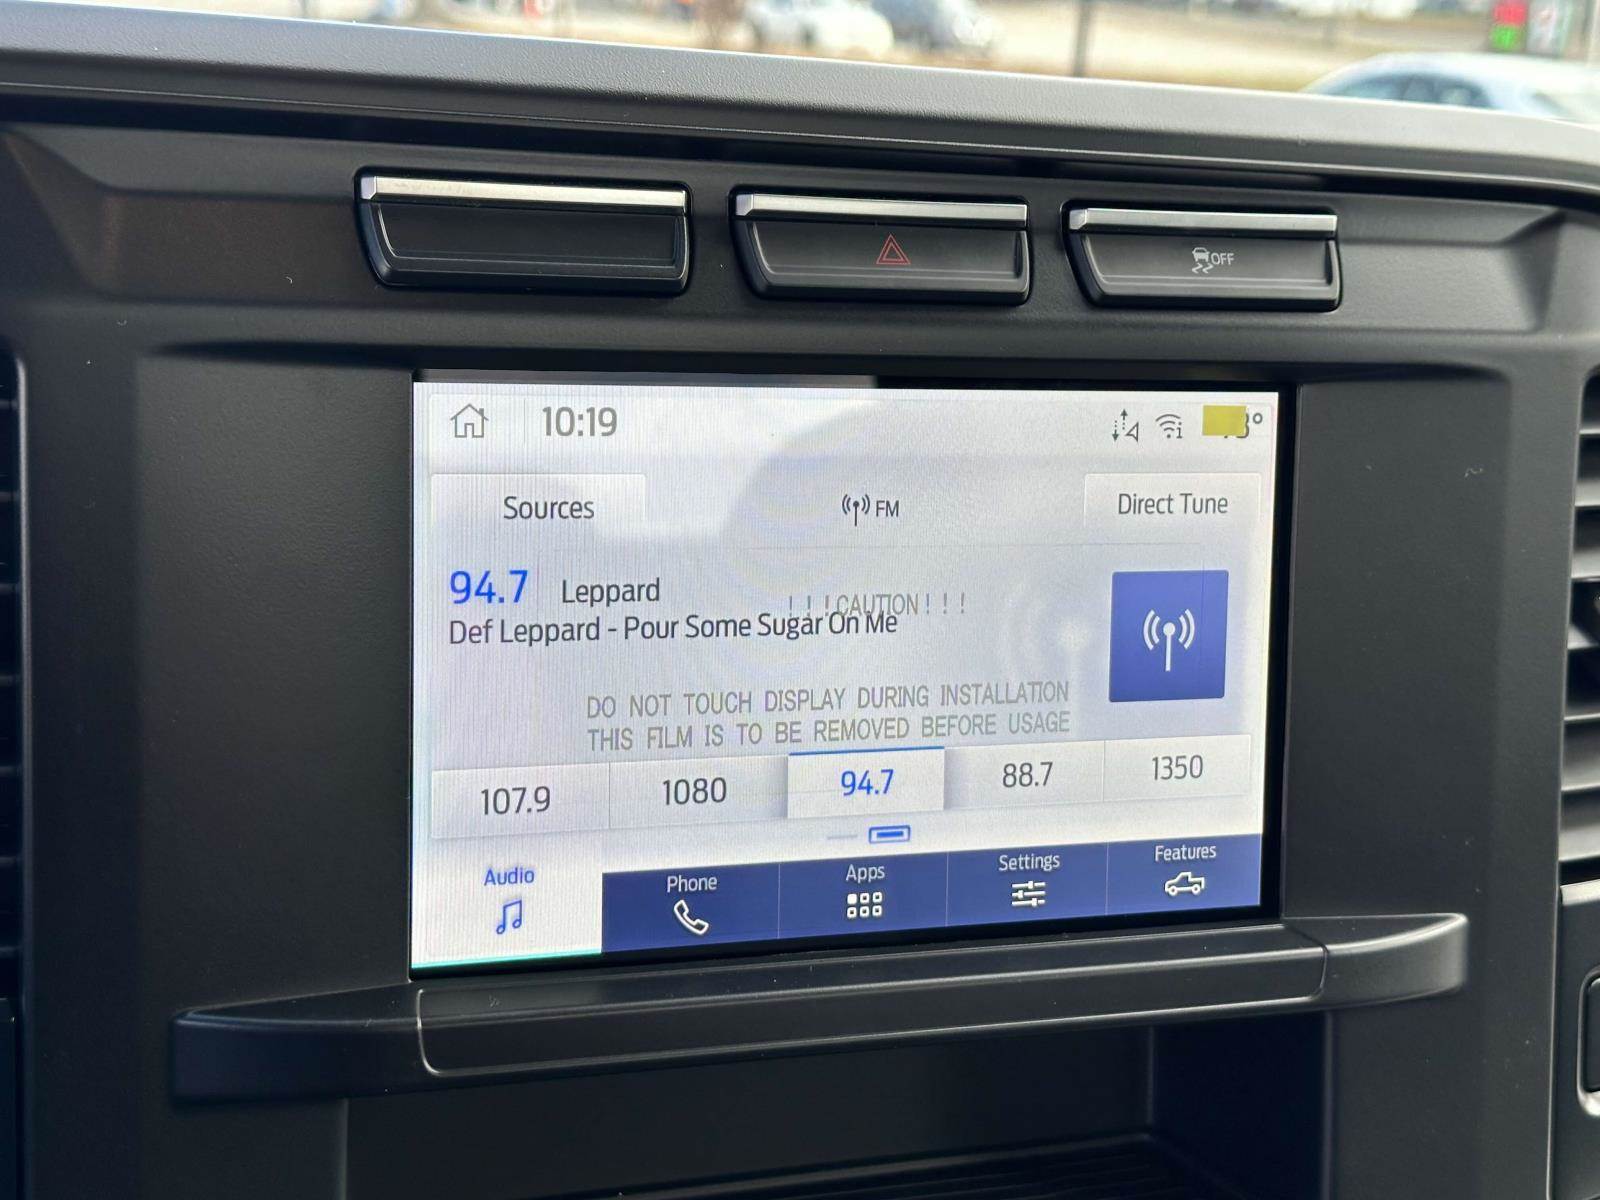 OFF
10:19
Sources
FM
Direct Tune
94.7 Leppard
! ! ! CAUTION ! ! !
Def Leppard - Pour Some Sugar On Me
DO NOT TOUCH DISPLAY DURING INSTALLATION
THIS FILM IS TO BE REMOVED BEFORE USAGE
107.9 1080 94.7 88.7 1350
Audio Phone Apps Settings Features